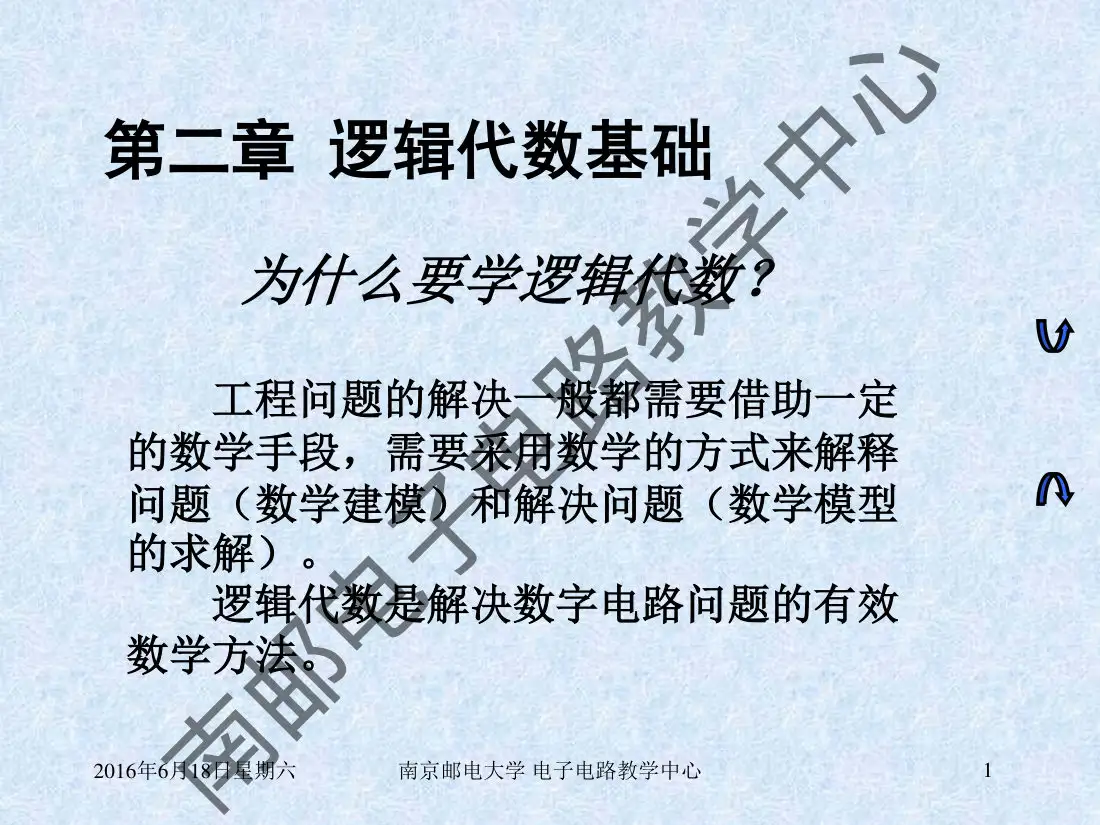 第二章 逻辑代数基础
为什么要学逻辑代数？
工程问题的解决一般都需要借助一定
的数学手段，需要采用数学的方式来解释
问题（数学建模）和解决问题（数学模型
的求解）。
逻辑代数是解决数字电路问题的有效
数学方法。
南邮电子电路教学中心
2016年6月18日星期六
南京邮电大学 电子电路教学中心
1